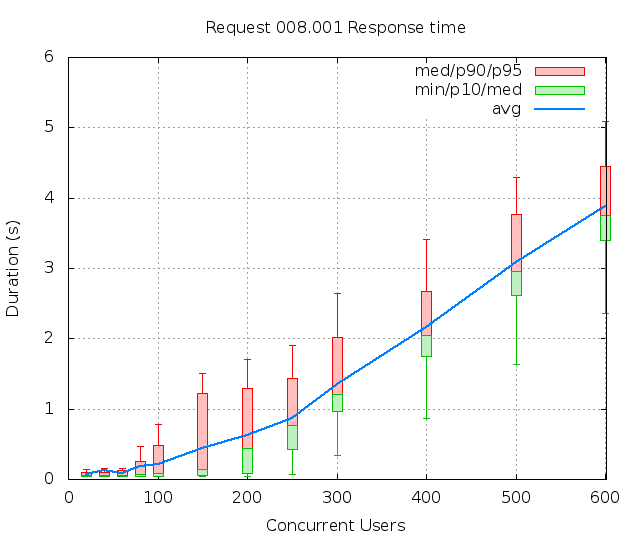 Request 008.001 Response time
med/p90/p95
min/p10/med
avg
6
5
4
3
2
1
0
Duration (s)
0 100 200 300 400 500 600
Concurrent Users